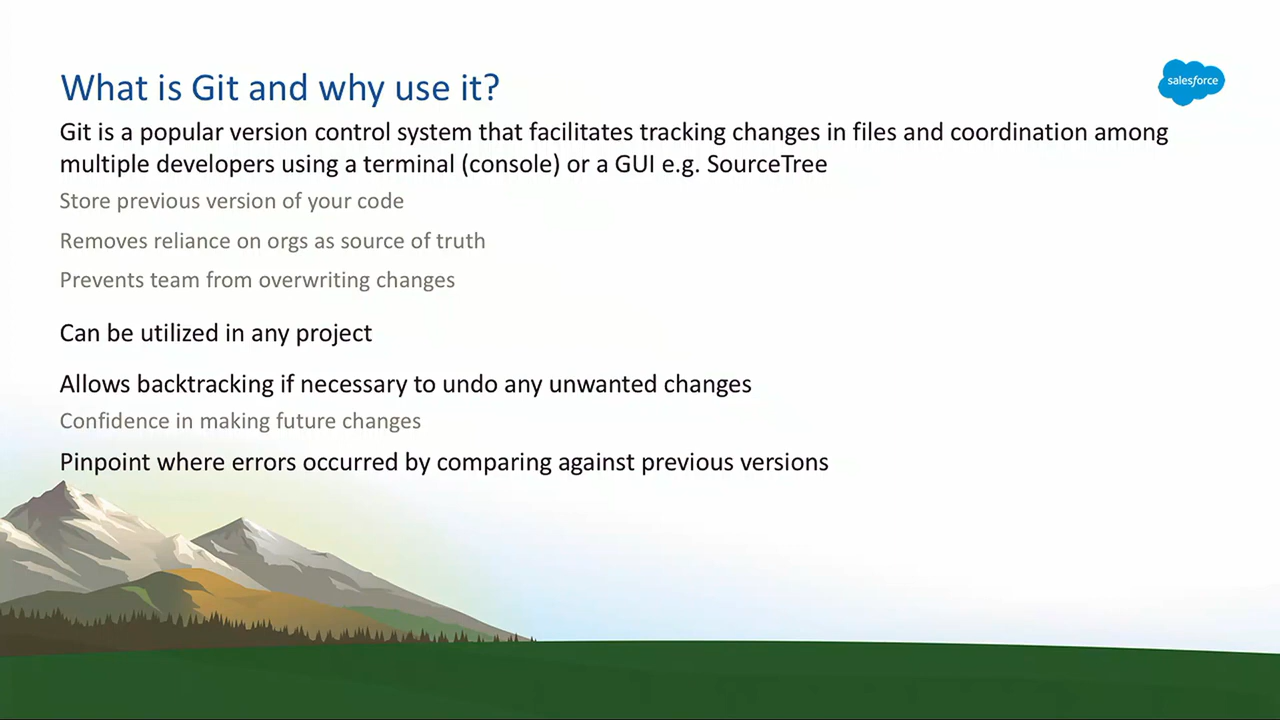 What is Git and why use it?
salesforce
Git is a popular version control system that facilitates tracking changes in files and coordination among
multiple developers using a terminal (console) or a GUI e.g. SourceTree
Store previous version of your code
Removes reliance on orgs as source of truth
Prevents team from overwriting changes
Can be utilized in any project
Allows backtracking if necessary to undo any unwanted changes
Confidence in making future changes
Pinpoint where errors occurred by comparing against previous versions